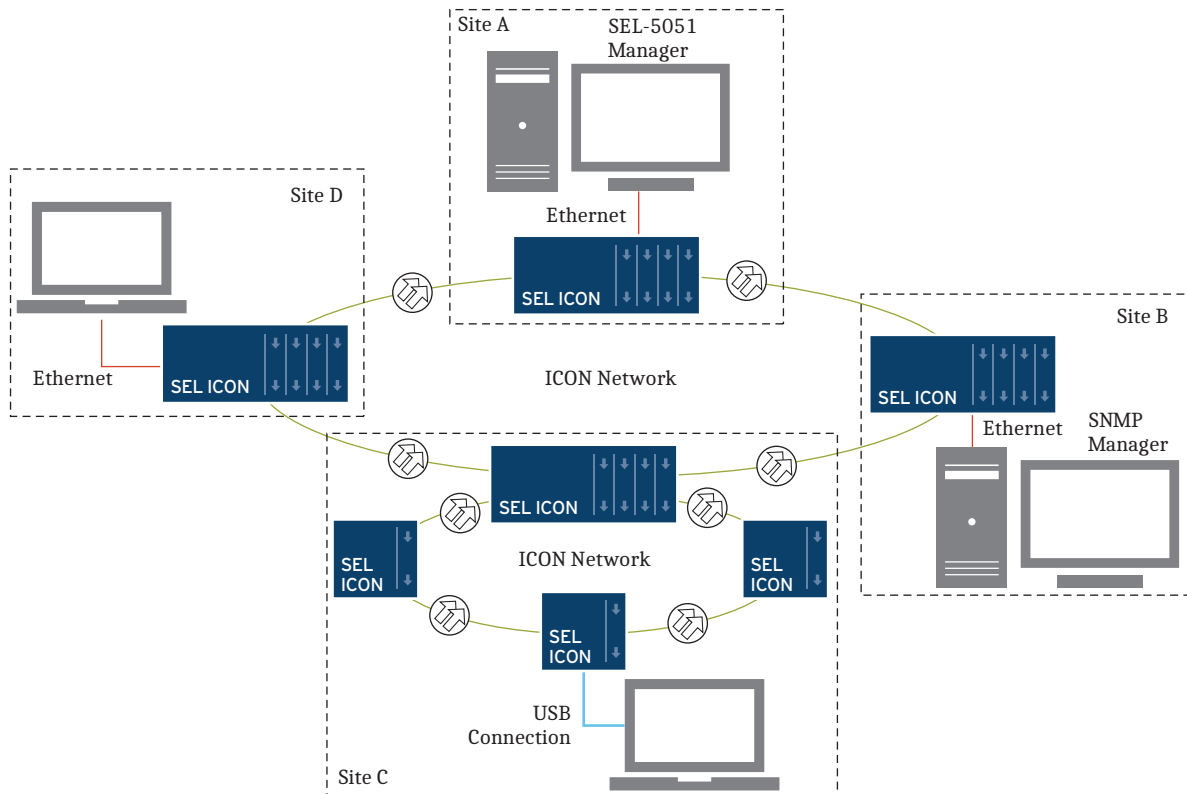 Site A
SEL-5051
Manager
Ethernet
SEL ICON
Site D
Ethernet
SEL ICON
ICON Network
Site B
SEL ICON
Ethernet
SNMP
Manager
SEL ICON
SEL
ICON
ICON Network
SEL
ICON
SEL
ICON
USB
Connection
Site C